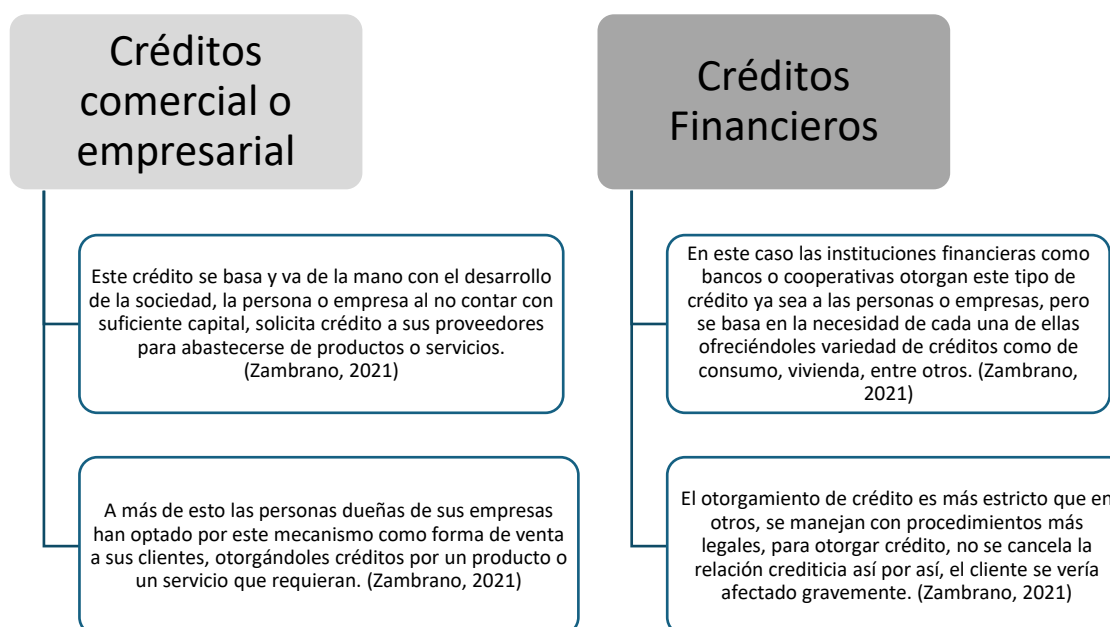 Créditos
comercial o
empresarial
Este crédito se basa y va de la mano con el desarrollo
de la sociedad, la persona o empresa al no contar con
suficiente capital, solicita crédito a sus proveedores
para abastecerse de productos o servicios.
(Zambrano, 2021)
A más de esto las personas dueñas de sus empresas
han optado por este mecanismo como forma de venta
a sus clientes, otorgándoles créditos por un producto o
un servicio que requieran. (Zambrano, 2021)
Créditos
Financieros
En este caso las instituciones financieras como
bancos o cooperativas otorgan este tipo de
crédito ya sea a las personas o empresas, pero
se basa en la necesidad de cada una de ellas
ofreciéndoles variedad de créditos como de
consumo, vivienda, entre otros. (Zambrano,
2021)
El otorgamiento de crédito es más estricto que en
otros, se manejan con procedimientos más
legales, para otorgar crédito, no se cancela la
relación crediticia así por así, el cliente se vería
afectado gravemente. (Zambrano, 2021)